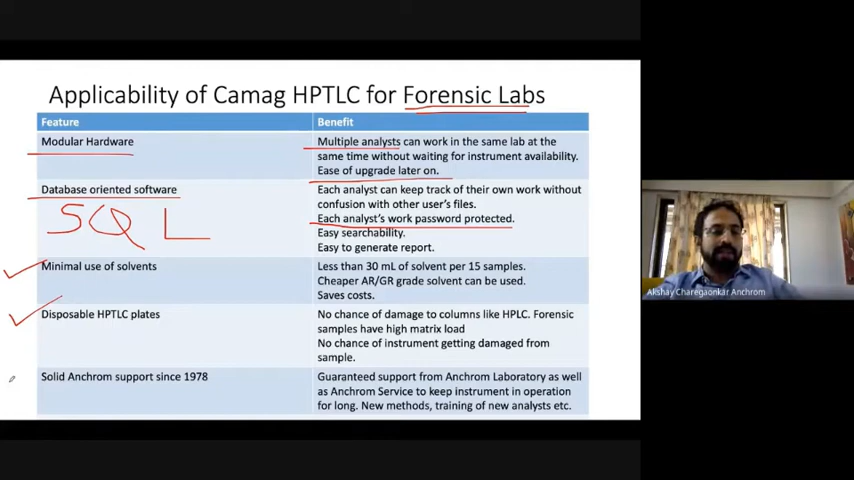 Applicability of Camag HPTLC for Forensic Labs
Feature
Benefit
Modular Hardware
Multiple analysts can work in the same lab at the
same time without waiting for instrument availability.
Ease of upgrade later on.
Database oriented software
SQL
Each analyst can keep track of their own work without
confusion with other user's files.
Each analyst's work password protected.
Easy searchability.
Easy to generate report.
Minimal use of solvents
Less than 30 mL of solvent per 15 samples.
Cheaper AR/GR grade solvent can be used.
Saves costs.
Disposable HPTLC plates
No chance of damage to columns like HPLC. Forensic
samples have high matrix load
No chance of instrument getting damaged from
sample.
Solid Anchrom support since 1978
Guaranteed support from Anchrom Laboratory as well
as Anchrom Service to keep instrument in operation
for long. New methods, training of new analysts etc.
Akshay Charegaonkar Anchrom